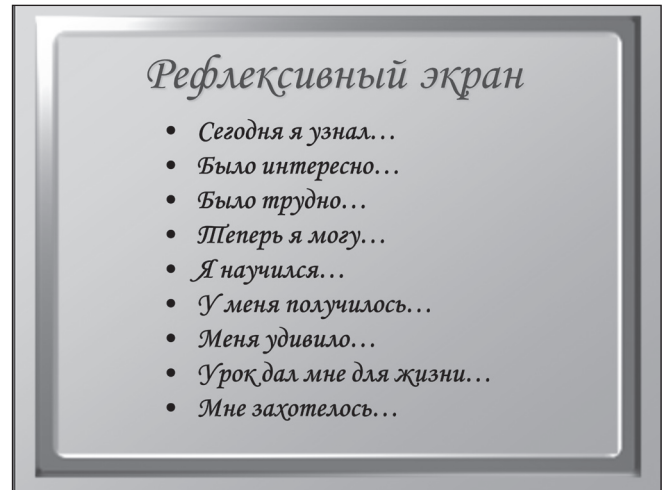 Рефлексивный экран
• Сегодня я узнал…
• Было интересно…
• Было трудно…
• Теперь я могу…
• Я научился…
• У меня получилось…
• Меня удивило…
• Урок дал мне для жизни…
• Мне захотелось…